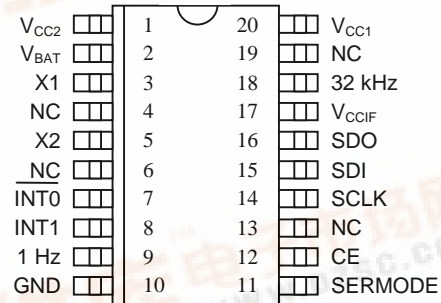 VCC2 1 20 VCC1
VBAT 2 19 NC
X1 3 18 32 kHz
NC 4 17 VCCIF
X2 5 16 SDO
NC 6 15 SDI
INT0 7 14 SCLK
INT1 8 13 NC
1 Hz 9 12 CE
GND 10 11 SERMODE